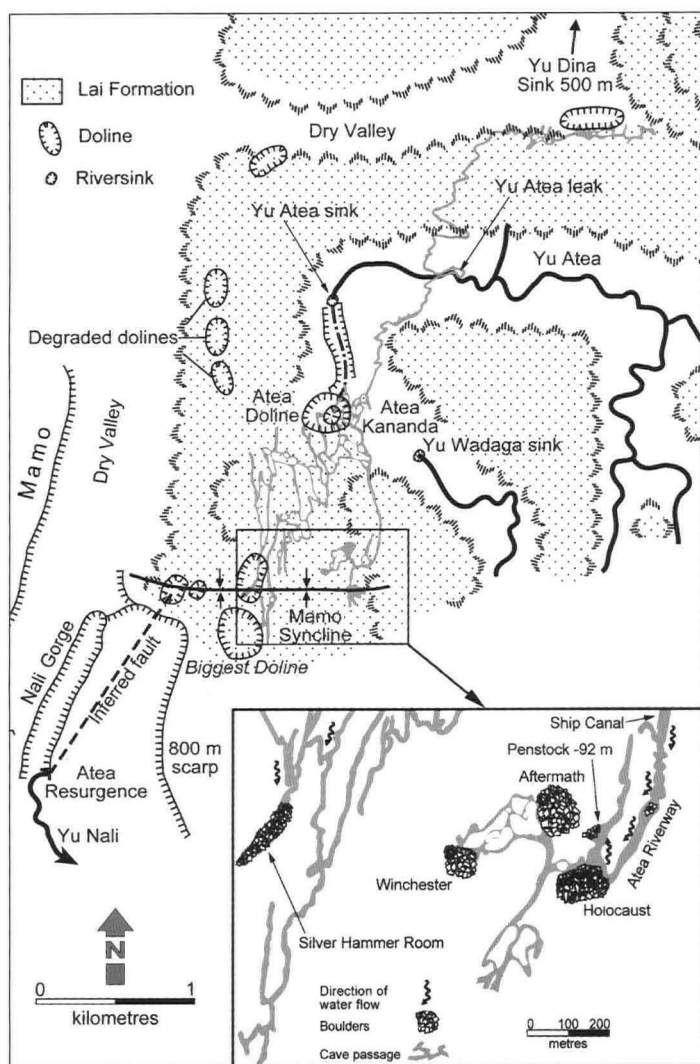 Lai Formation
Doline
Riversink
Yu Dina
Sink 500 m
Dry Valley
Yu Atea sink
Yu Atea leak
Yu Atea
Degraded dolines
Atea
Doline
Atea
Kananda
Yu Wadaga sink
Mamo
Dry Valley
Mamo
Syncline
Biggest Doline
Nali Gorge
Inferred fault
800 m
scarp
Atea
Resurgence
Yu Nali
N
0 1
kilometres
Ship Canal
Penstock -92 m
Aftermath
Atea Riverway
Winchester
Holocaust
Silver Hammer Room
Direction of
water flow
Boulders
Cave passage
0 100 200
metres